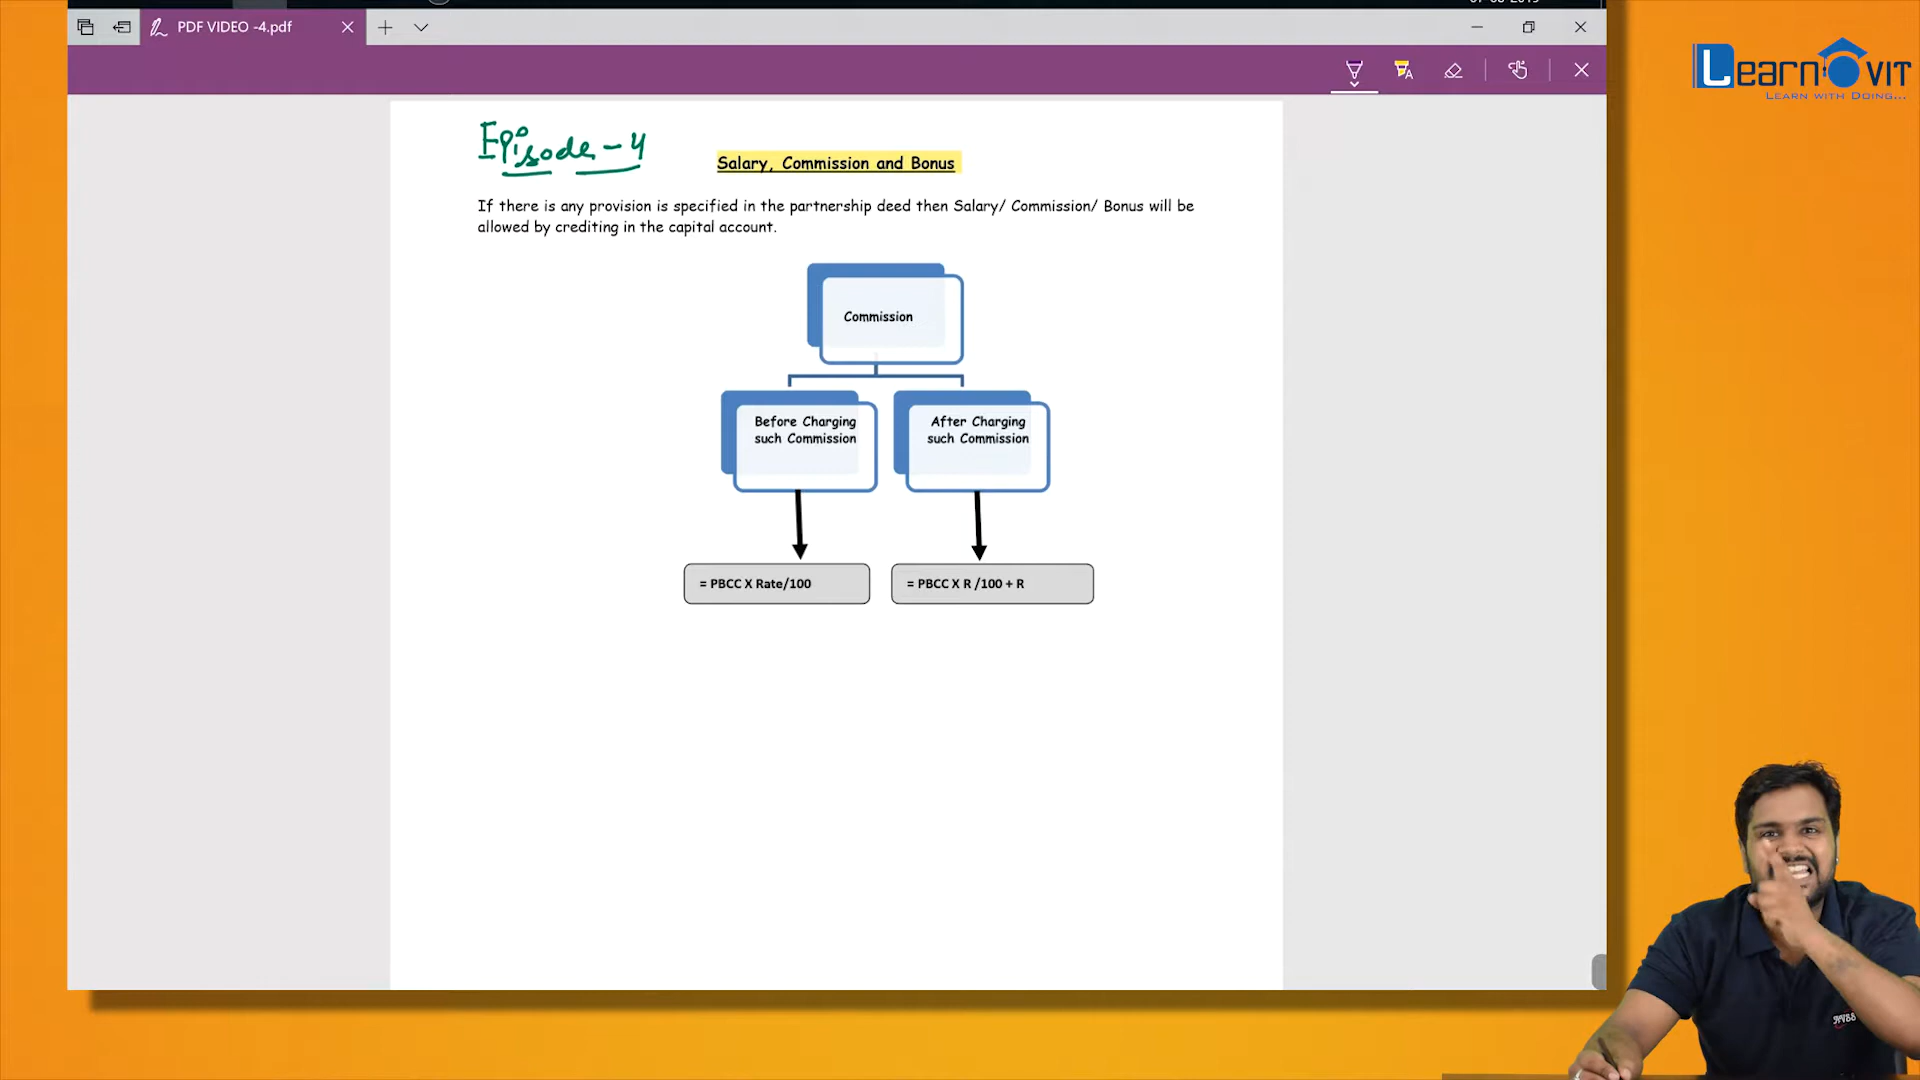 PDF VIDEO -4.pdf
Learn VIT
LEARN WITH DOING...
Episode - 4
Salary, Commission and Bonus
If there is any provision is specified in the partnership deed then Salary/ Commission/ Bonus will be
allowed by crediting in the capital account.
Commission
Before Charging
such Commission
After Charging
such Commission
= PBCC X Rate/100
= PBCC X R /100 + R